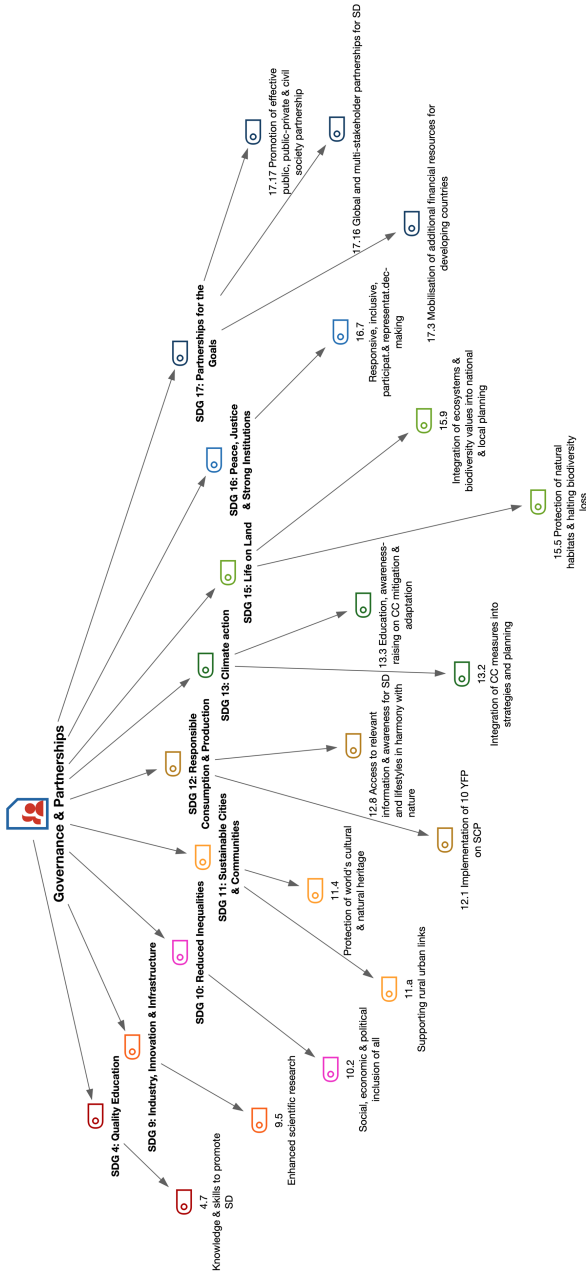 Governance & Partnerships
SDG 4: Quality Education
4.7
Knowledge & skills to promote
SD
SDG 9: Industry, Innovation & Infrastructure
9.5
Enhanced scientific research
SDG 10: Reduced Inequalities
10.2
Social, economic & political
inclusion of all
SDG 11: Sustainable Cities
& Communities
11.a
Supporting rural urban links
11.4
Protection of world's cultural
& natural heritage
SDG 12: Responsible
Consumption & Production
12.1 Implementation of 10 YFP
on SCP
12.8 Access to relevant
information & awareness for SD
and lifestyles in harmony with
nature
SDG 13: Climate action
13.2
Integration of CC measures into
strategies and planning
13.3 Education, awareness-
raising on CC mitigation &
adaptation
SDG 15: Life on Land
15.5 Protection of natural
habitats & halting biodiversity
loss
15.9
Integration of ecosystems &
biodiversity values into national
& local planning
SDG 16: Peace, Justice
& Strong Institutions
16.7
Responsive, inclusive,
participat.& representat.dec-
making
SDG 17: Partnerships for the
Goals
17.3 Mobilisation of additional financial resources for
developing countries
17.16 Global and multi-stakeholder partnerships for SD
17.17 Promotion of effective
public, public-private & civil
society partnership